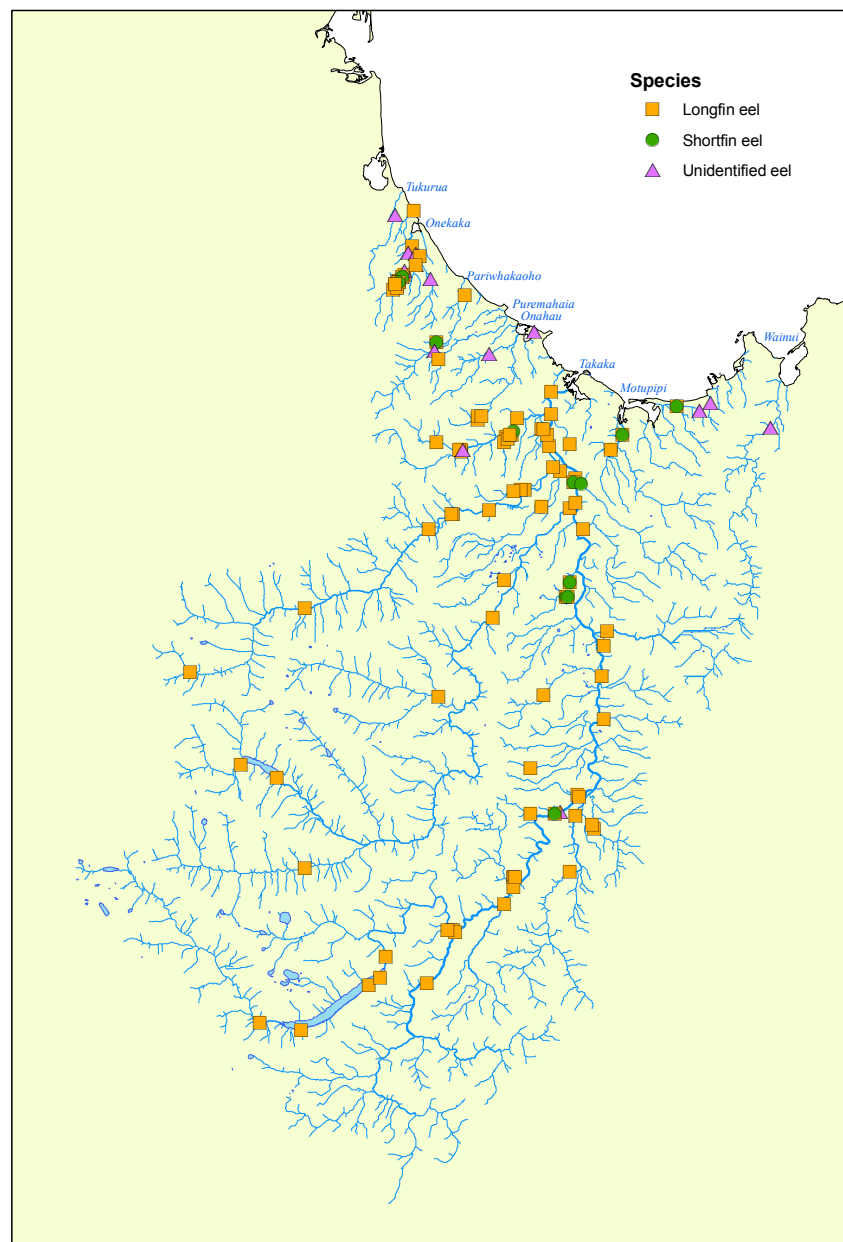 Species
Longfin eel
Shortfin eel
Unidentified eel
Tukurua
Onekaka
Pariwhakaoho
Puremahaia
Onahau
Wainui
Takaka
Motupipi